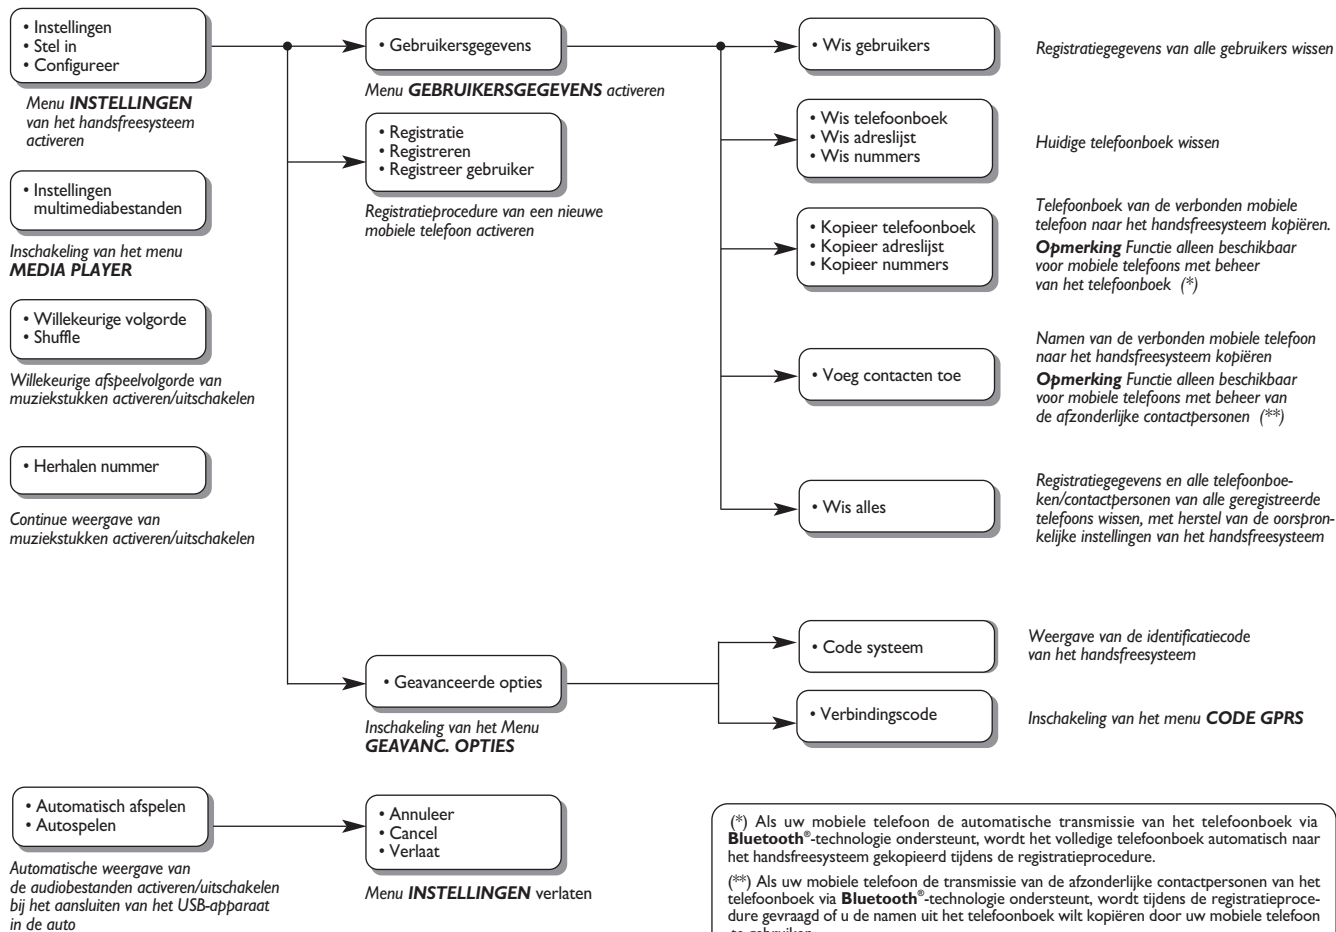 • Instellingen
• Stel in
• Configureer
Menu INSTELLINGEN
van het handsfreesysteem
activeren
• Gebruikersgegevens
Menu GEBRUIKERSGEGEVENS activeren
• Registratie
• Registreren
• Registreer gebruiker
Registratieprocedure van een nieuwe
mobiele telefoon activeren
• Wis gebruikers
Registratiegegevens van alle gebruikers wissen
• Wis telefoonboek
• Wis adreslijst
• Wis nummers
Huidige telefoonboek wissen
• Kopieer telefoonboek
• Kopieer adreslijst
• Kopieer nummers
Telefoonboek van de verbonden mobiele
telefoon naar het handsfreesysteem kopiëren.
Opmerking Functie alleen beschikbaar
voor mobiele telefoons met beheer
van het telefoonboek (*)
• Voeg contacten toe
Namen van de verbonden mobiele telefoon
naar het handsfreesysteem kopiëren
Opmerking Functie alleen beschikbaar
voor mobiele telefoons met beheer van
de afzonderlijke contactpersonen (**)
• Wis alles
Registratiegegevens en alle telefoonboe-
ken/contactpersonen van alle geregistreerde
telefoons wissen, met herstel van de oorspron-
kelijke instellingen van het handsfreesysteem
• Instellingen
multimediabestanden
Inschakeling van het menu
MEDIA PLAYER
• Willekeurige volgorde
• Shuffle
Willekeurige afspeelvolgorde van
muziekstukken activeren/uitschakelen
• Herhalen nummer
Continue weergave van
muziekstukken activeren/uitschakelen
• Geavanceerde opties
Inschakeling van het Menu
GEAVANC. OPTIES
• Code systeem
Weergave van de identificatiecode
van het handsfreesysteem
• Verbindingscode
Inschakeling van het menu CODE GPRS
• Automatisch afspelen
• Autospelen
Automatische weergave van
de audiobestanden activeren/uitschakelen
bij het aansluiten van het USB-apparaat
in de auto
• Annuleer
• Cancel
• Verlaat
Menu INSTELLINGEN verlaten
(*) Als uw mobiele telefoon de automatische transmissie van het telefoonboek via
Bluetooth®-technologie ondersteunt, wordt het volledige telefoonboek automatisch naar
het handsfreesysteem gekopieerd tijdens de registratieprocedure.
(**) Als uw mobiele telefoon de transmissie van de afzonderlijke contactpersonen van het
telefoonboek via Bluetooth®-technologie ondersteunt, wordt tijdens de registratieproce-
dure gevraagd of u de namen uit het telefoonboek wilt kopiëren door uw mobiele telefoon
te gebruiken.